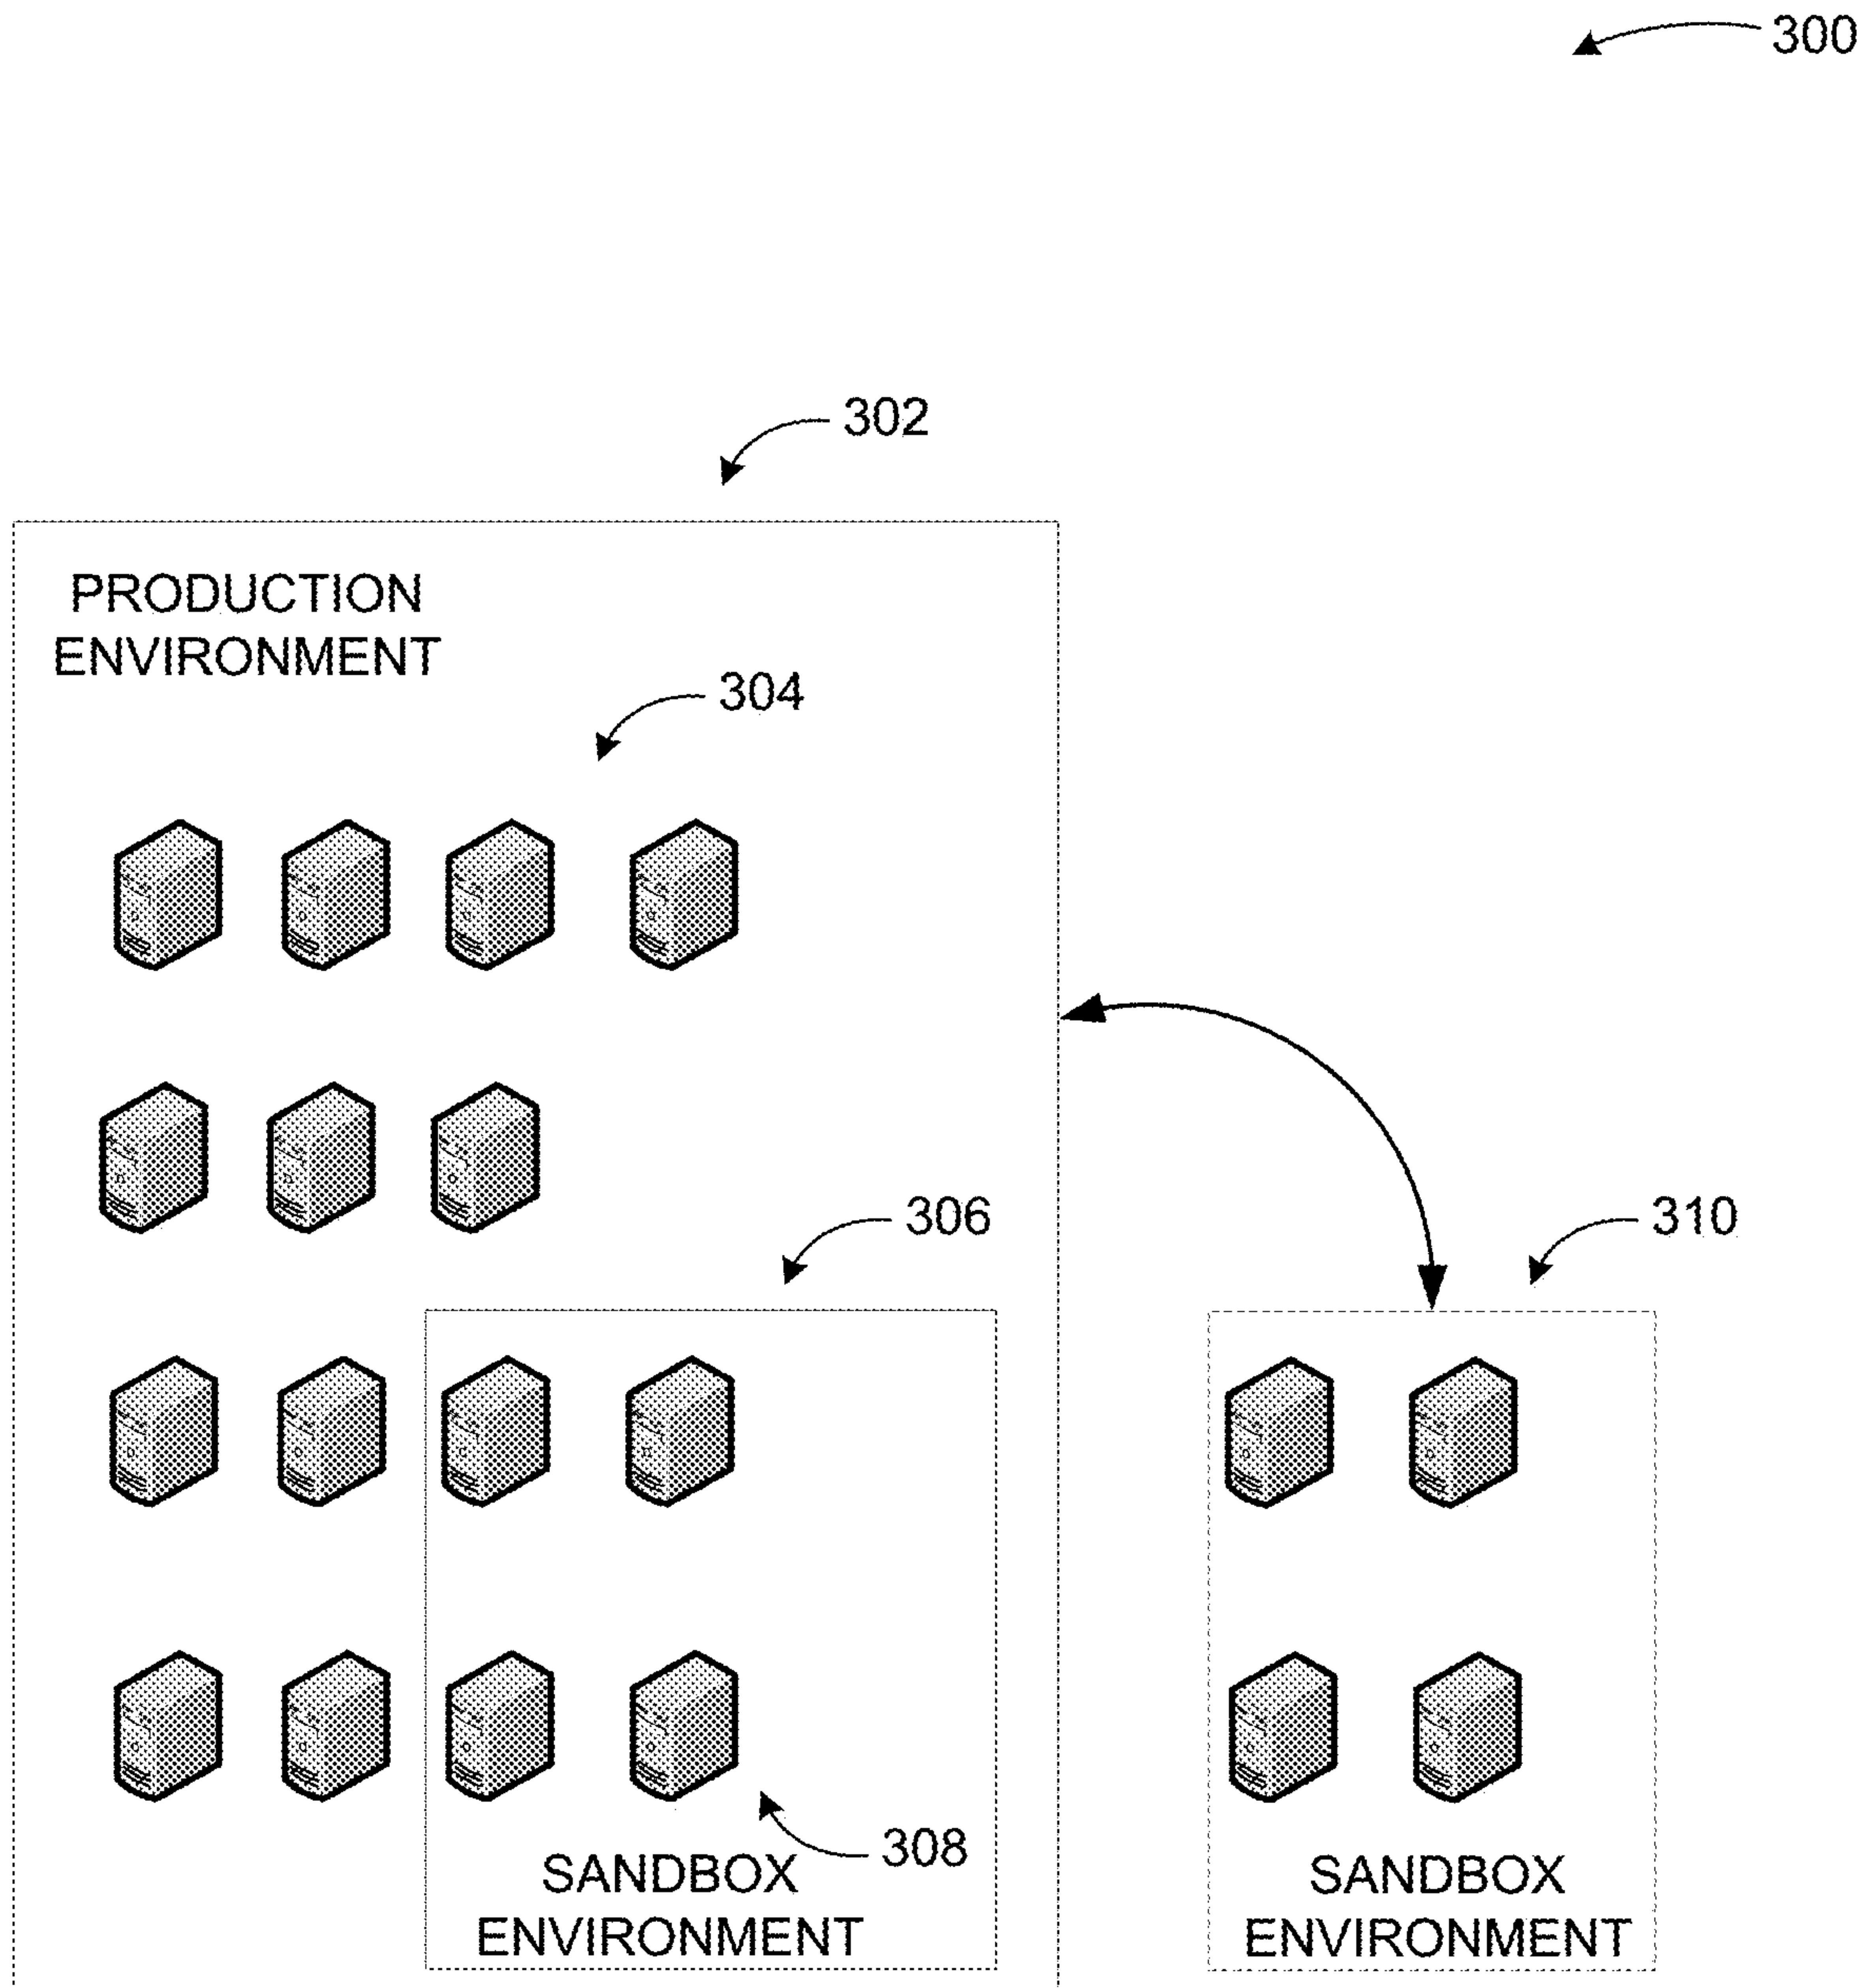 300
302
PRODUCTION
ENVIRONMENT
304
306
310
308
SANDBOX
ENVIRONMENT
SANDBOX
ENVIRONMENT